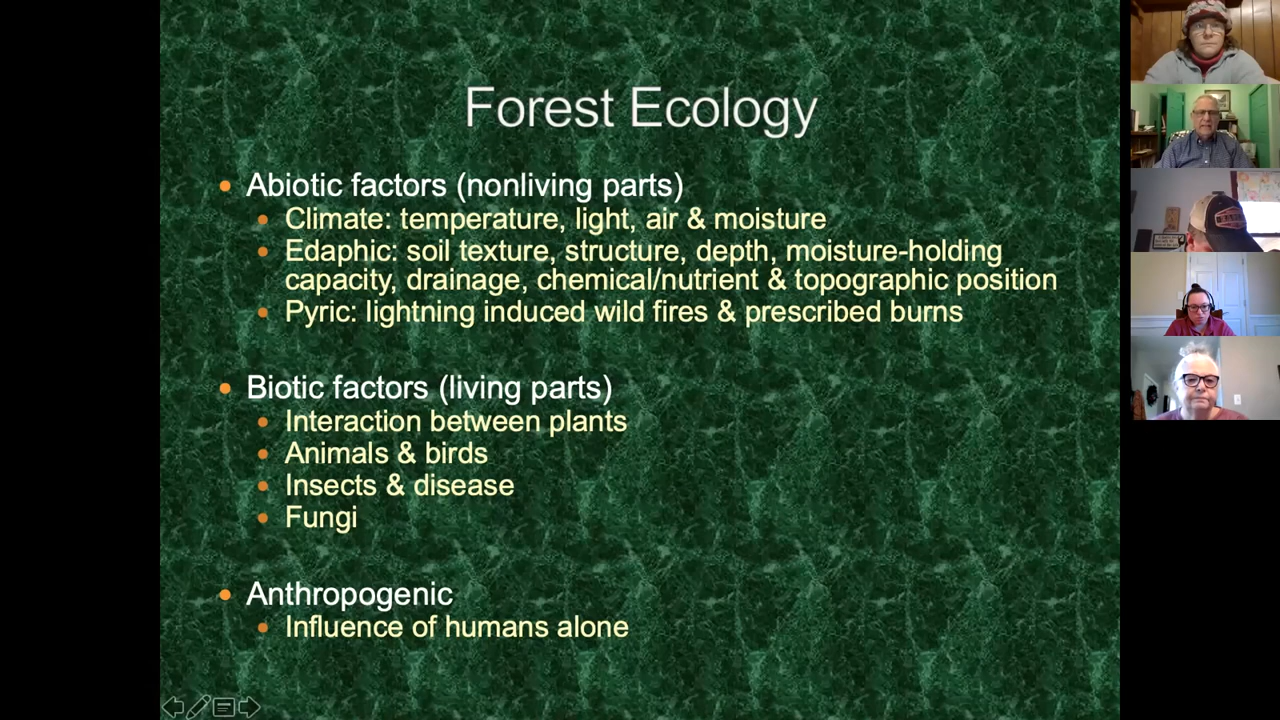 Forest Ecology
• Abiotic factors (nonliving parts)
• Climate: temperature, light, air & moisture
• Edaphic: soil texture, structure, depth, moisture-holding
capacity, drainage, chemical/nutrient & topographic position
• Pyric: lightning induced wild fires & prescribed burns
• Biotic factors (living parts)
• Interaction between plants
• Animals & birds
• Insects & disease
• Fungi
• Anthropogenic
• Influence of humans alone